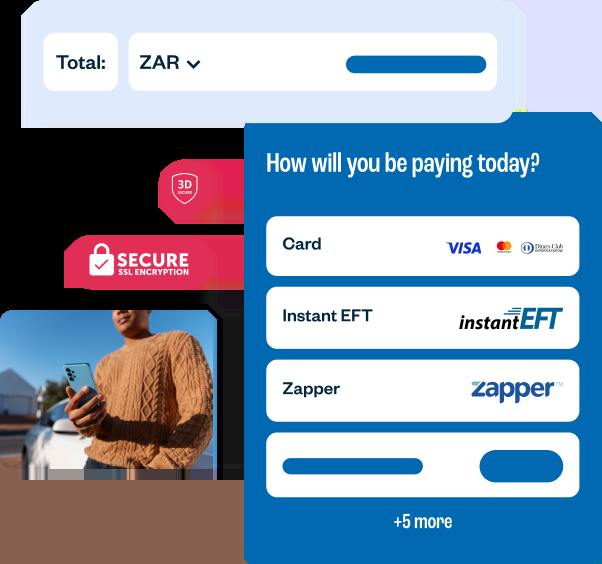 Total:
ZAR
How will you be paying today?
3D
SECURE
Card
VISA
Diners Club
SECURE
SSL ENCRYPTION
Instant EFT
instantEFT
Zapper
zapper™
+5 more